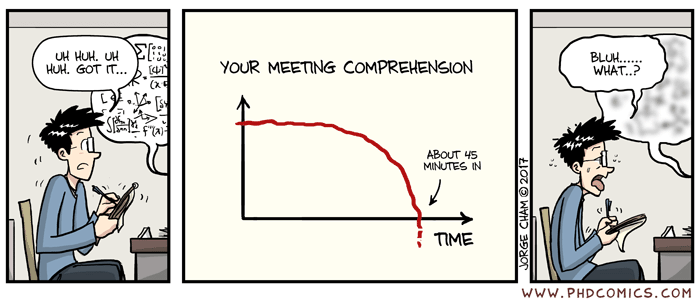 UH HUH. UH
HUH. GOT IT...
YOUR MEETING COMPREHENSION
ABOUT 45
MINUTES IN
TIME
JORGE CHAM © 2017
BLUH......
WHAT..?
WWW.PHDCOMICS.COM